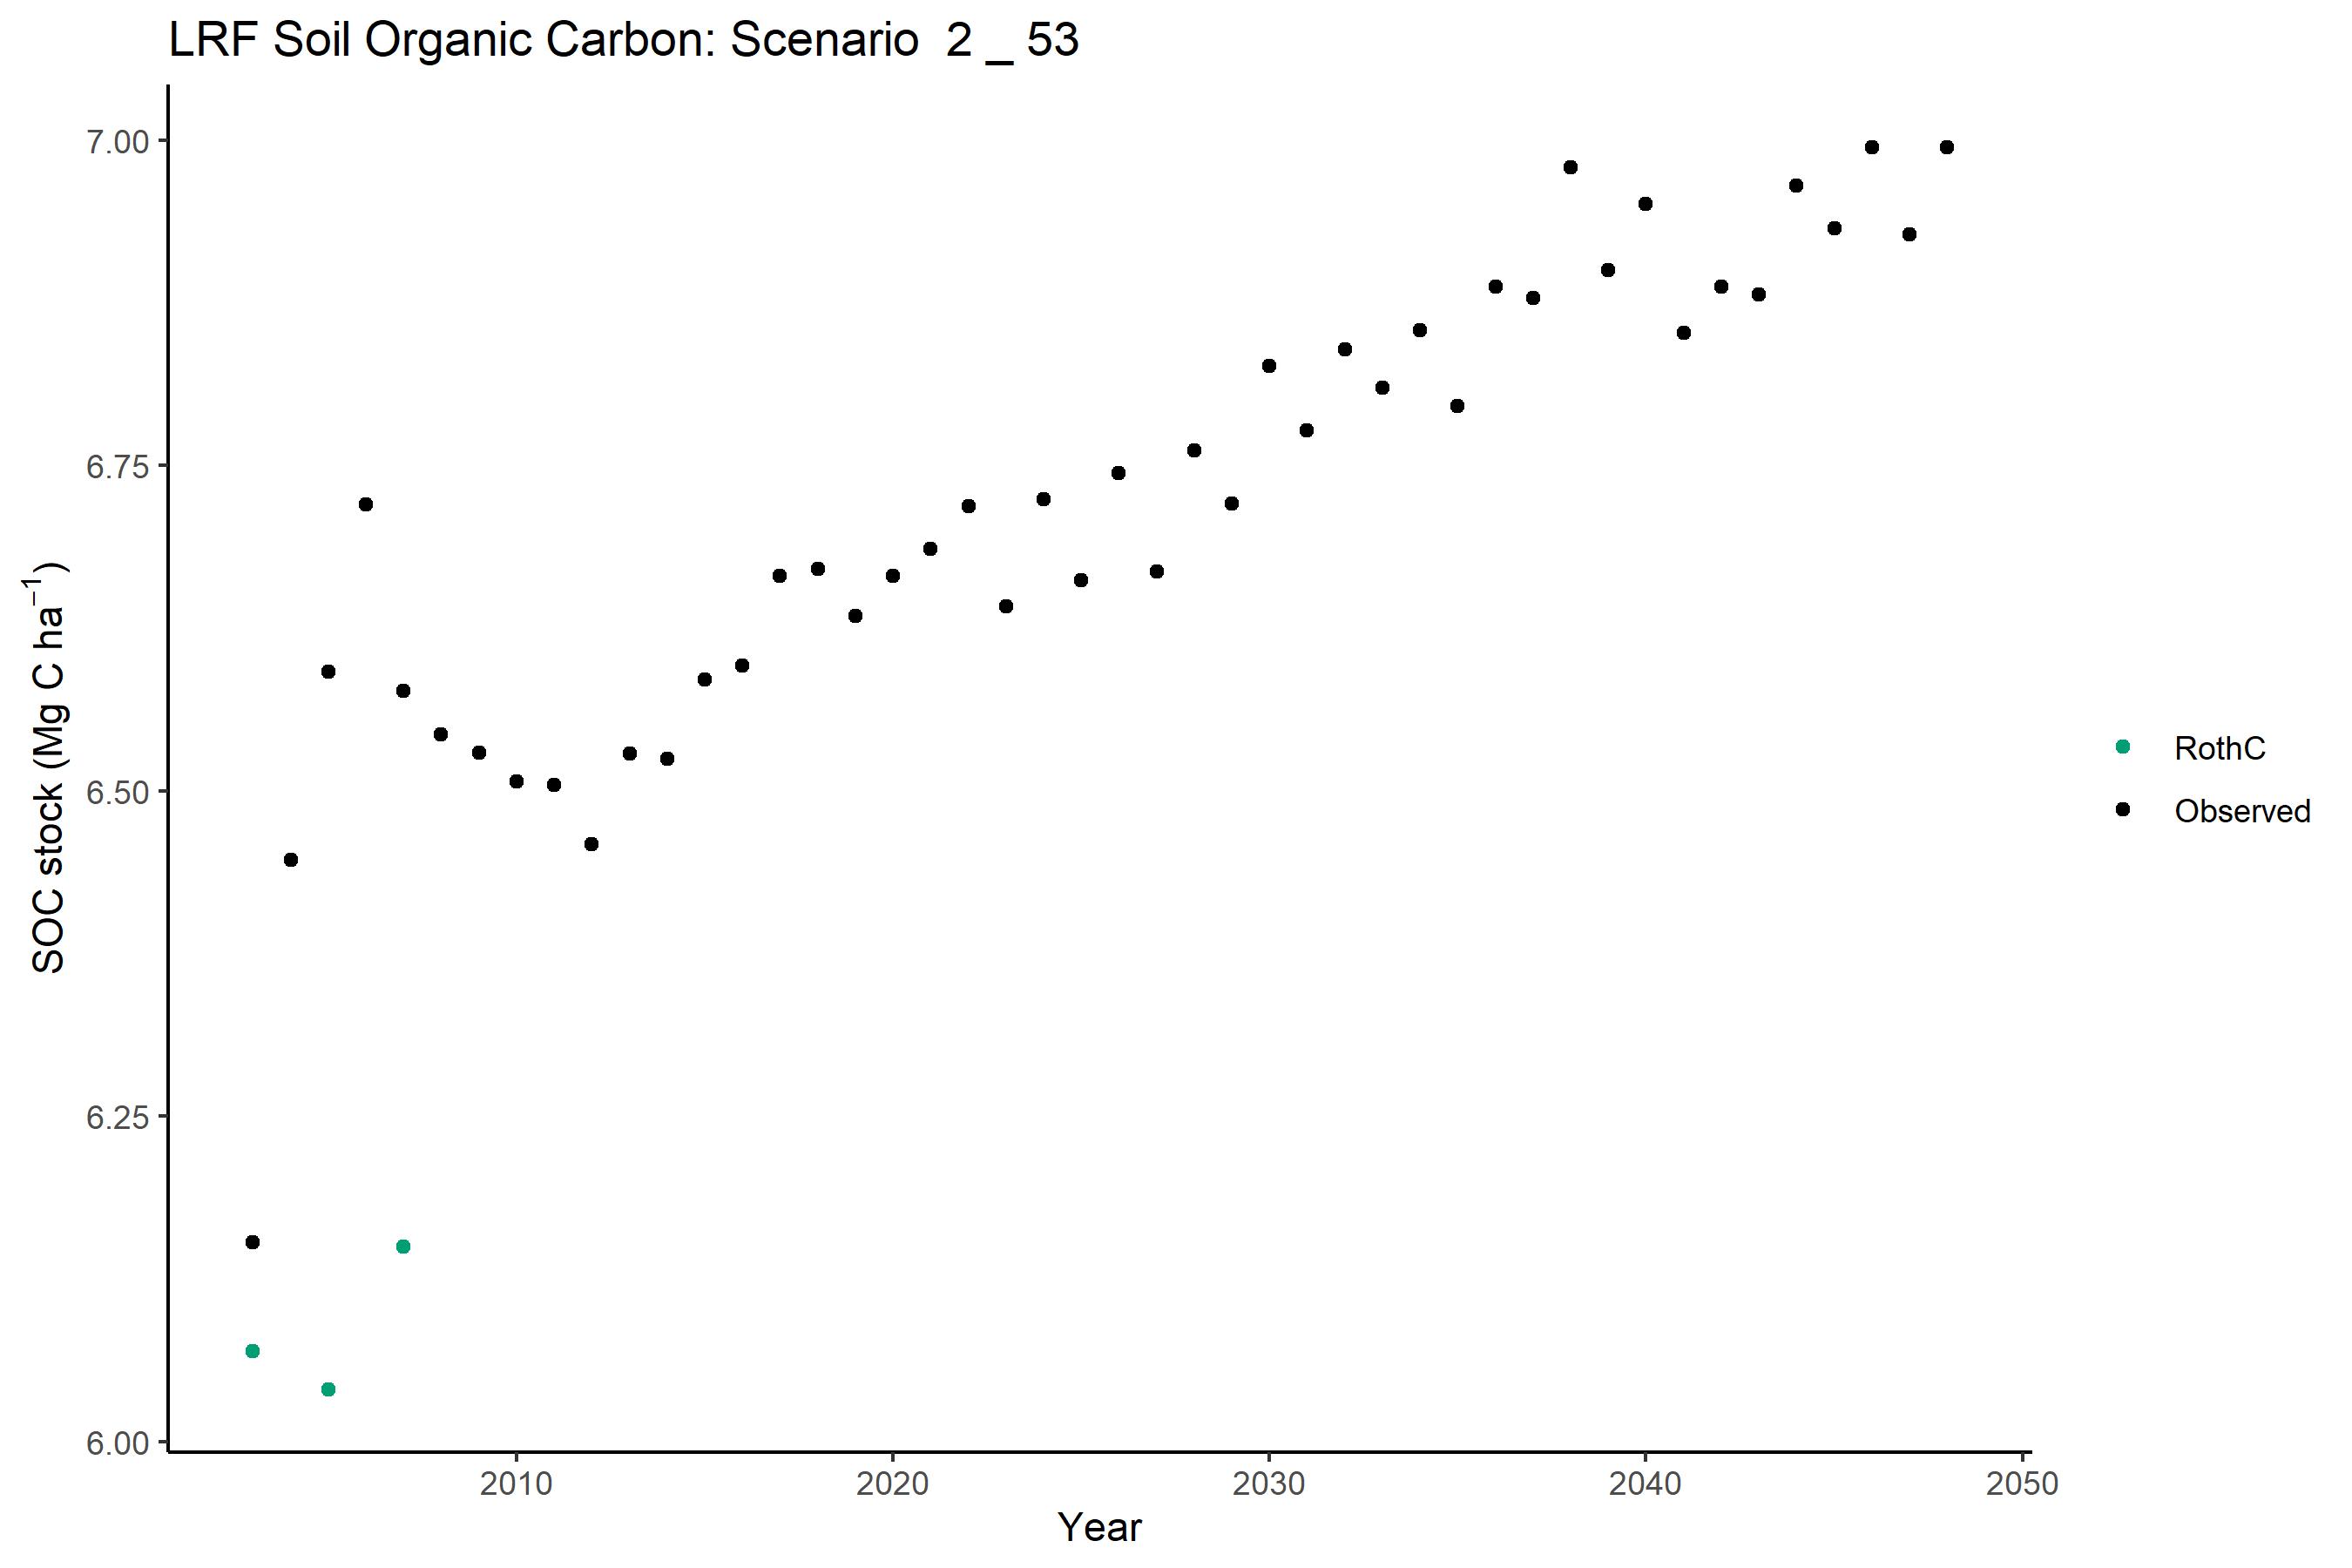 LRF Soil Organic Carbon: Scenario  2 _ 53
7.00
6.75
6.50
6.25
6.00
SOC stock (Mg C ha⁻¹)
2010 2020 2030 2040 2050
Year
RothC
Observed